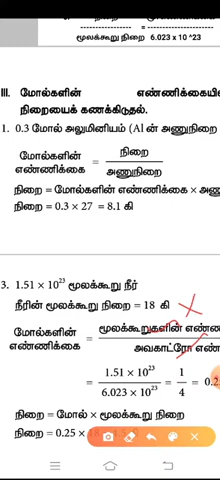 மூலக்கூறு நிறை 6.023 x 10 ^23
III. மோல்களின் எண்ணிக்கையி
நிறையைக் கணக்கிடுதல்.
1. 0.3 மோல் அலுமினியம் (Al ன் அணுநிறை
மோல்களின் எண்ணிக்கை = நிறை / அணுநிறை
நிறை = மோல்களின் எண்ணிக்கை × அணு
நிறை = 0.3 × 27 = 8.1 கி
3. 1.51 × 10^23 மூலக்கூறு நீர்
நீரின் மூலக்கூறு நிறை = 18 கி
மோல்களின் எண்ணிக்கை = மூலக்கூறுகளின் எண்ண / அவகாட்ரோ எண்
= 1.51 × 10^23 / 6.023 × 10^23 = 1/4 = 0.2
நிறை = மோல் × மூலக்கூறு நிறை
நிறை = 0.25 ×